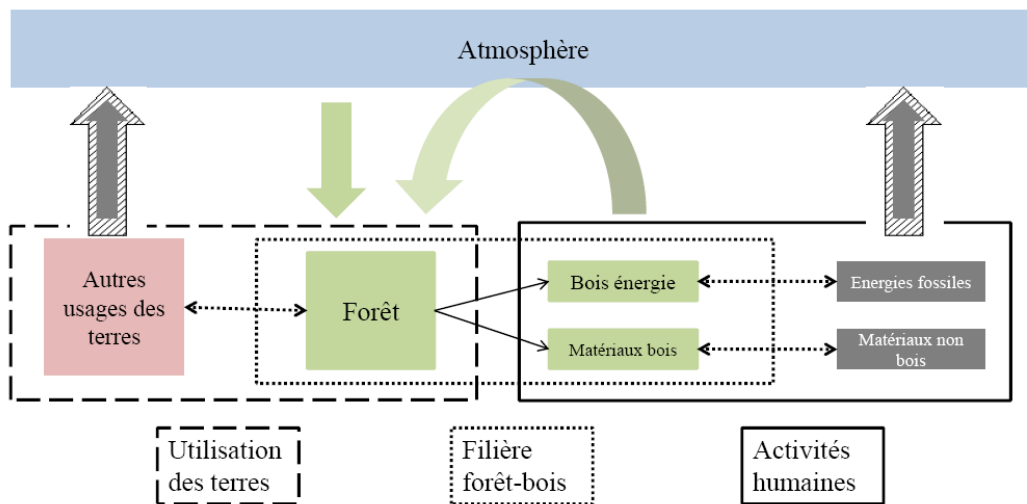 Atmosphère
Autres
usages des
terres
Forêt
Bois énergie
Energies fossiles
Matériaux bois
Matériaux non
bois
Utilisation
des terres
Filière
forêt-bois
Activités
humaines